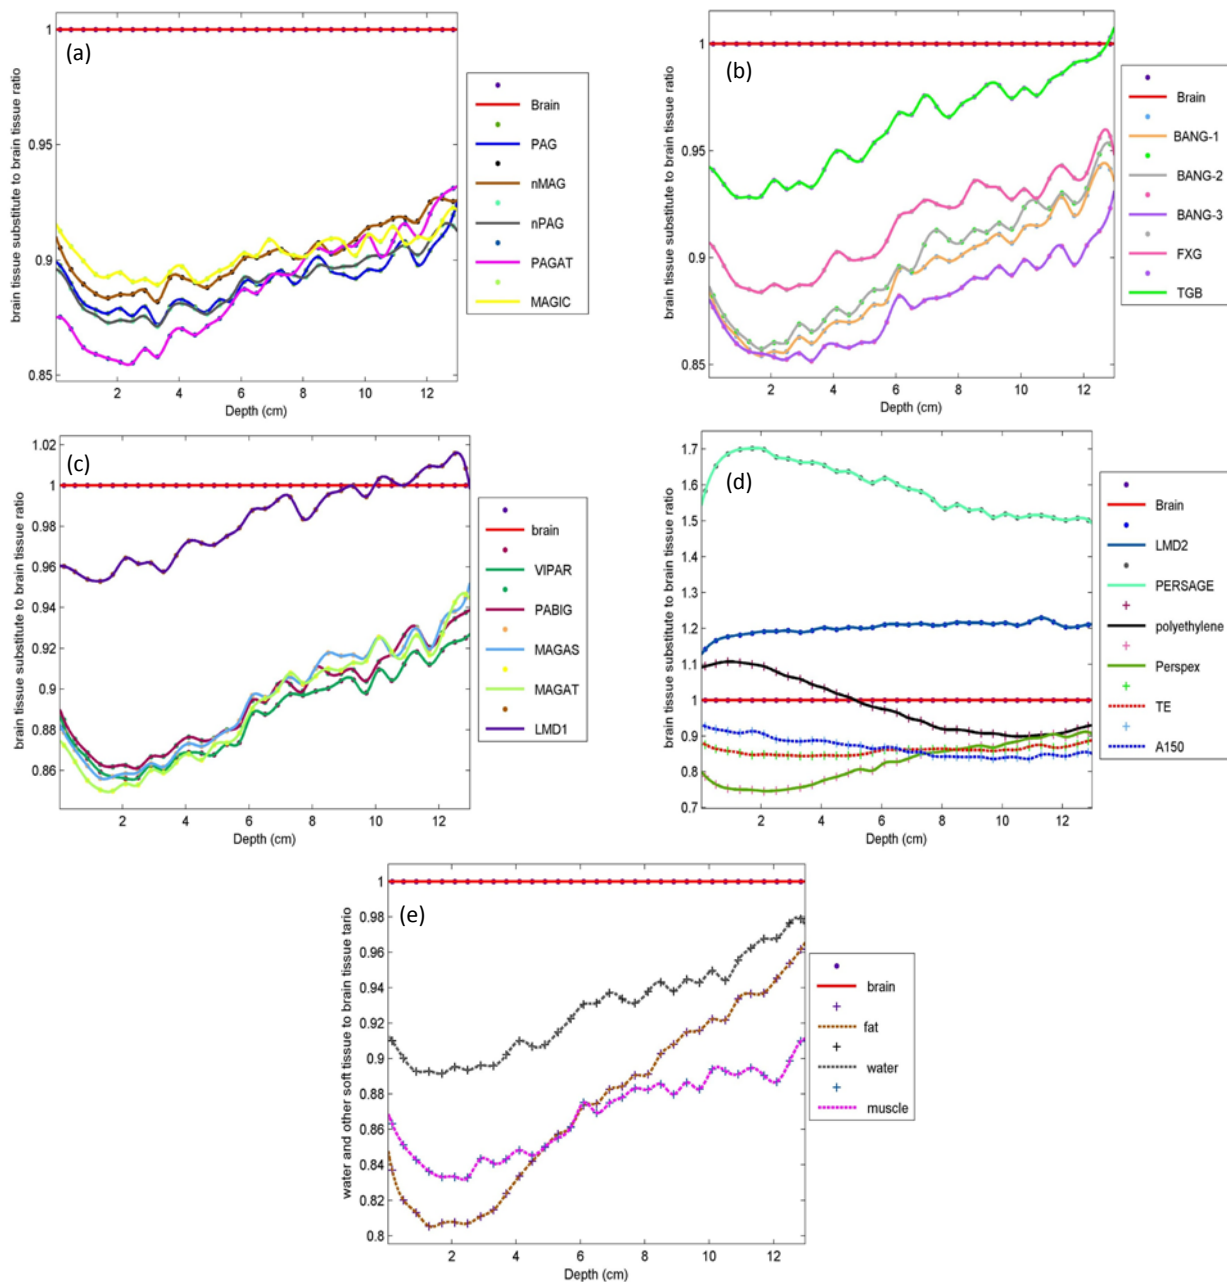 (a)
brain tissue substitute to brain tissue ratio
1
0.95
0.9
0.85
2 4 6 8 10 12
Depth (cm)
Brain
PAG
nMAG
nPAG
PAGAT
MAGIC
(b)
brain tissue substitute to brain tissue ratio
1
0.95
0.9
0.85
2 4 6 8 10 12
Depth (cm)
Brain
BANG-1
BANG-2
BANG-3
FXG
TGB
(c)
brain tissue substitute to brain tissue ratio
1.02
1
0.98
0.96
0.94
0.92
0.9
0.88
0.86
2 4 6 8 10 12
Depth (cm)
brain
VIPAR
PABIG
MAGAS
MAGAT
LMD1
(d)
brain tissue substitute to brain tissue ratio
1.7
1.6
1.5
1.4
1.3
1.2
1.1
1
0.9
0.8
0.7
2 4 6 8 10 12
Depth (cm)
Brain
LMD2
PERSAGE
polyethylene
Perspex
TE
A150
(e)
water and other soft tissue to brain tissue tario
1
0.98
0.96
0.94
0.92
0.9
0.88
0.86
0.84
0.82
0.8
2 4 6 8 10 12
Depth (cm)
brain
fat
water
muscle